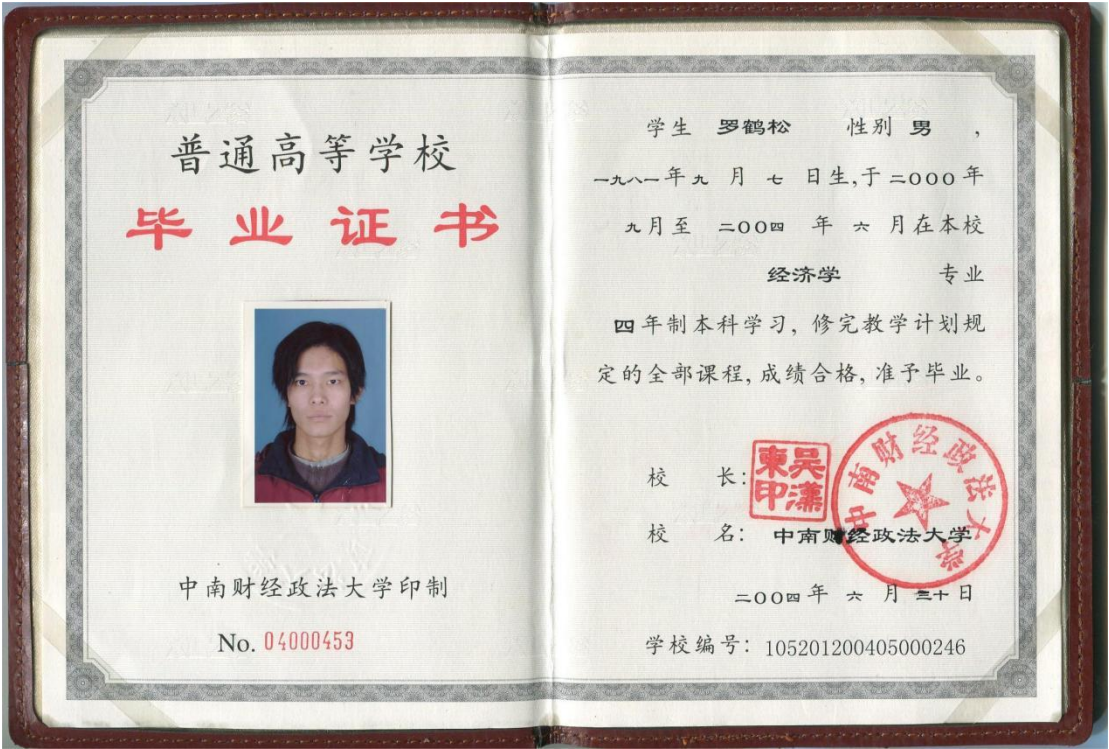 普通高等学校
毕业证书
中南财经政法大学印制
No. 04000453
学生 罗鹤松 性别 男 ，
一九八一年九月七日生,于二000年
九月至二00四年六月在本校
经济学 专业
四年制本科学习, 修完教学计划规
定的全部课程, 成绩合格, 准予毕业。
校 长:
吴汉東印
校 名: 中南财经政法大学
中南财经政法大学
二00四年六月三十日
学校编号: 105201200405000246